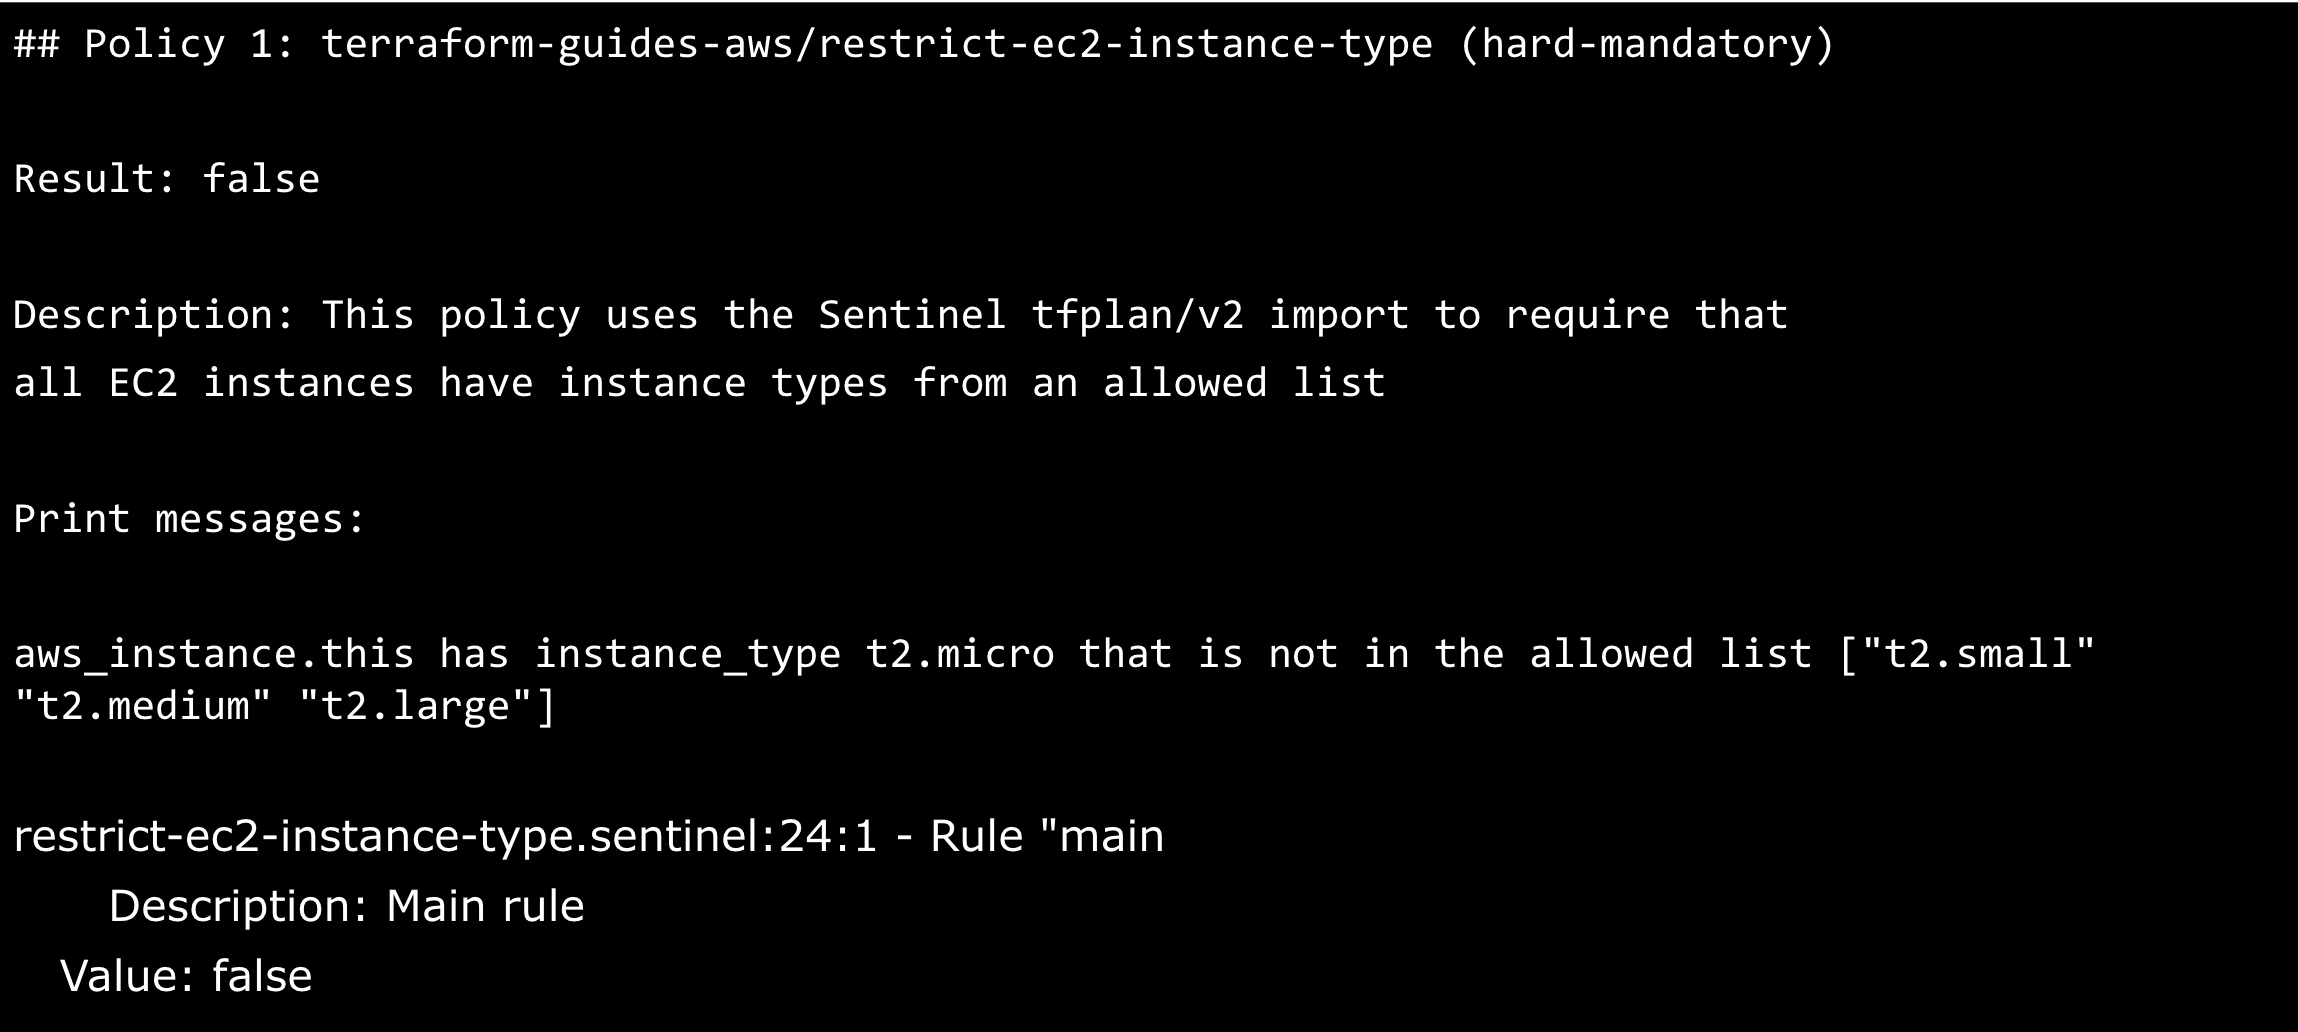 ## Policy 1: terraform-guides-aws/restrict-ec2-instance-type (hard-mandatory)
Result: false
Description: This policy uses the Sentinel tfplan/v2 import to require that
all EC2 instances have instance types from an allowed list
Print messages:
aws_instance.this has instance_type t2.micro that is not in the allowed list ["t2.small"
"t2.medium" "t2.large"]
restrict-ec2-instance-type.sentinel:24:1 - Rule "main
Description: Main rule
Value: false